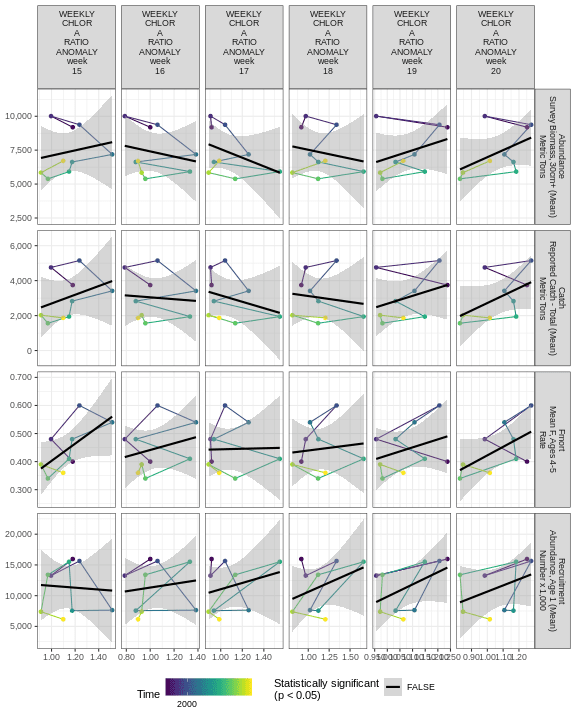 WEEKLY
CHLOR
A
RATIO
ANOMALY
week
15
WEEKLY
CHLOR
A
RATIO
ANOMALY
week
16
WEEKLY
CHLOR
A
RATIO
ANOMALY
week
17
WEEKLY
CHLOR
A
RATIO
ANOMALY
week
18
WEEKLY
CHLOR
A
RATIO
ANOMALY
week
19
WEEKLY
CHLOR
A
RATIO
ANOMALY
week
20
10,000
7,500
5,000
2,500
Abundance
Survey Biomass, 30cm+ (Mean)
Metric Tons
6,000
4,000
2,000
0
Catch
Reported Catch - Total (Mean)
Metric Tons
0.700
0.600
0.500
0.400
0.300
Fmort
Mean F, Ages 4-5
Rate
20,000
15,000
10,000
5,000
Recruitment
Abundance, Age 1 (Mean)
Number x 1,000
1.00 1.20 1.40
0.80 1.00 1.20 1.40
1.00 1.20 1.40
1.00 1.25 1.50
0.90 1.00 1.10 1.20
Time
2000
Statistically significant
(p < 0.05)
FALSE